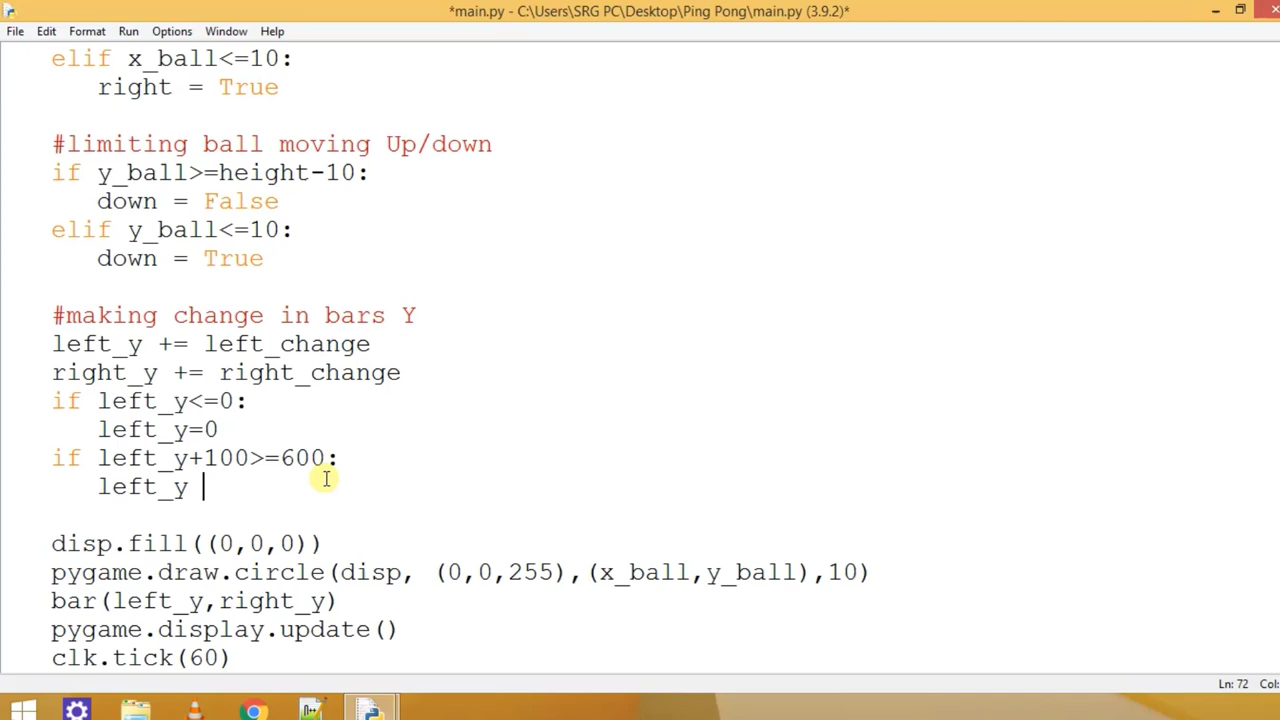 *main.py - C:\Users\SRG PC\Desktop\Ping Pong\main.py (3.9.2)*
File Edit Format Run Options Window Help
elif x_ball<=10:
right = True
#limiting ball moving Up/down
if y_ball>=height-10:
down = False
elif y_ball<=10:
down = True
#making change in bars Y
left_y += left_change
right_y += right_change
if left_y<=0:
left_y=0
if left_y+100>=600:
left_y
disp.fill((0,0,0))
pygame.draw.circle(disp, (0,0,255),(x_ball,y_ball),10)
bar(left_y,right_y)
pygame.display.update()
clk.tick(60)
Ln: 72 Col: